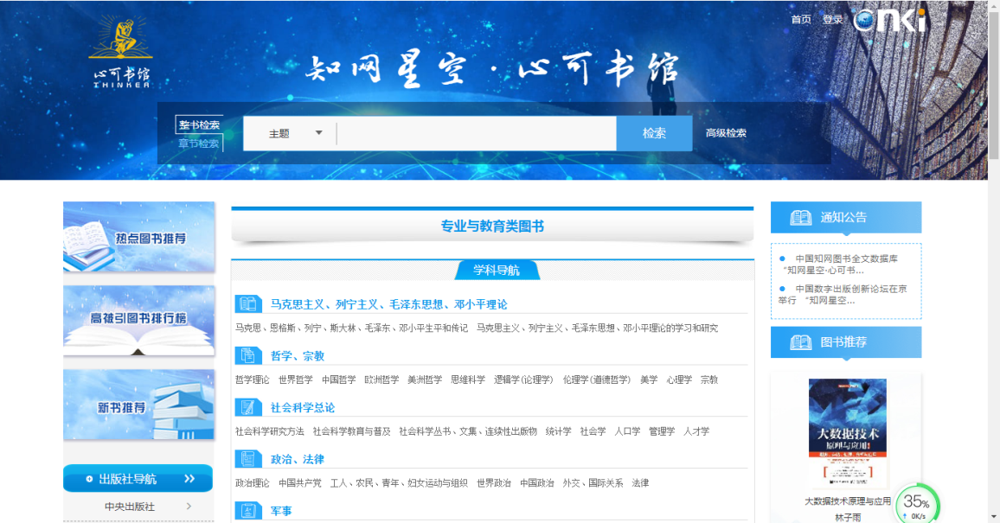 首页 登录 cnki
心可书馆
THINKER
知网星空·心可书馆
整书检索
章节检索
主题
检索
高级检索
热点图书推荐
高被引图书排行榜
新书推荐
出版社导航
中央出版社
专业与教育类图书
学科导航
马克思主义、列宁主义、毛泽东思想、邓小平理论
马克思、恩格斯、列宁、斯大林、毛泽东、邓小平生平和传记 马克思主义、列宁主义、毛泽东思想、邓小平理论的学习和研究
哲学、宗教
哲学理论 世界哲学 中国哲学 欧洲哲学 美洲哲学 思维科学 逻辑学(论理学) 伦理学(道德哲学) 美学 心理学 宗教
社会科学总论
社会科学研究方法 社会科学教育与普及 社会科学丛书、文集、连续性出版物 统计学 社会学 人口学 管理学 人才学
政治、法律
政治理论 中国共产党 工人、农民、青年、妇女运动与组织 世界政治 中国政治 外交、国际关系 法律
军事
通知公告
中国知网图书全文数据库
“知网星空·心可书...
中国数字出版创新论坛在京
举行 “知网星空...
图书推荐
大数据技术
原理与应用
大数据技术原理与应用
林子雨
35%
0K/s